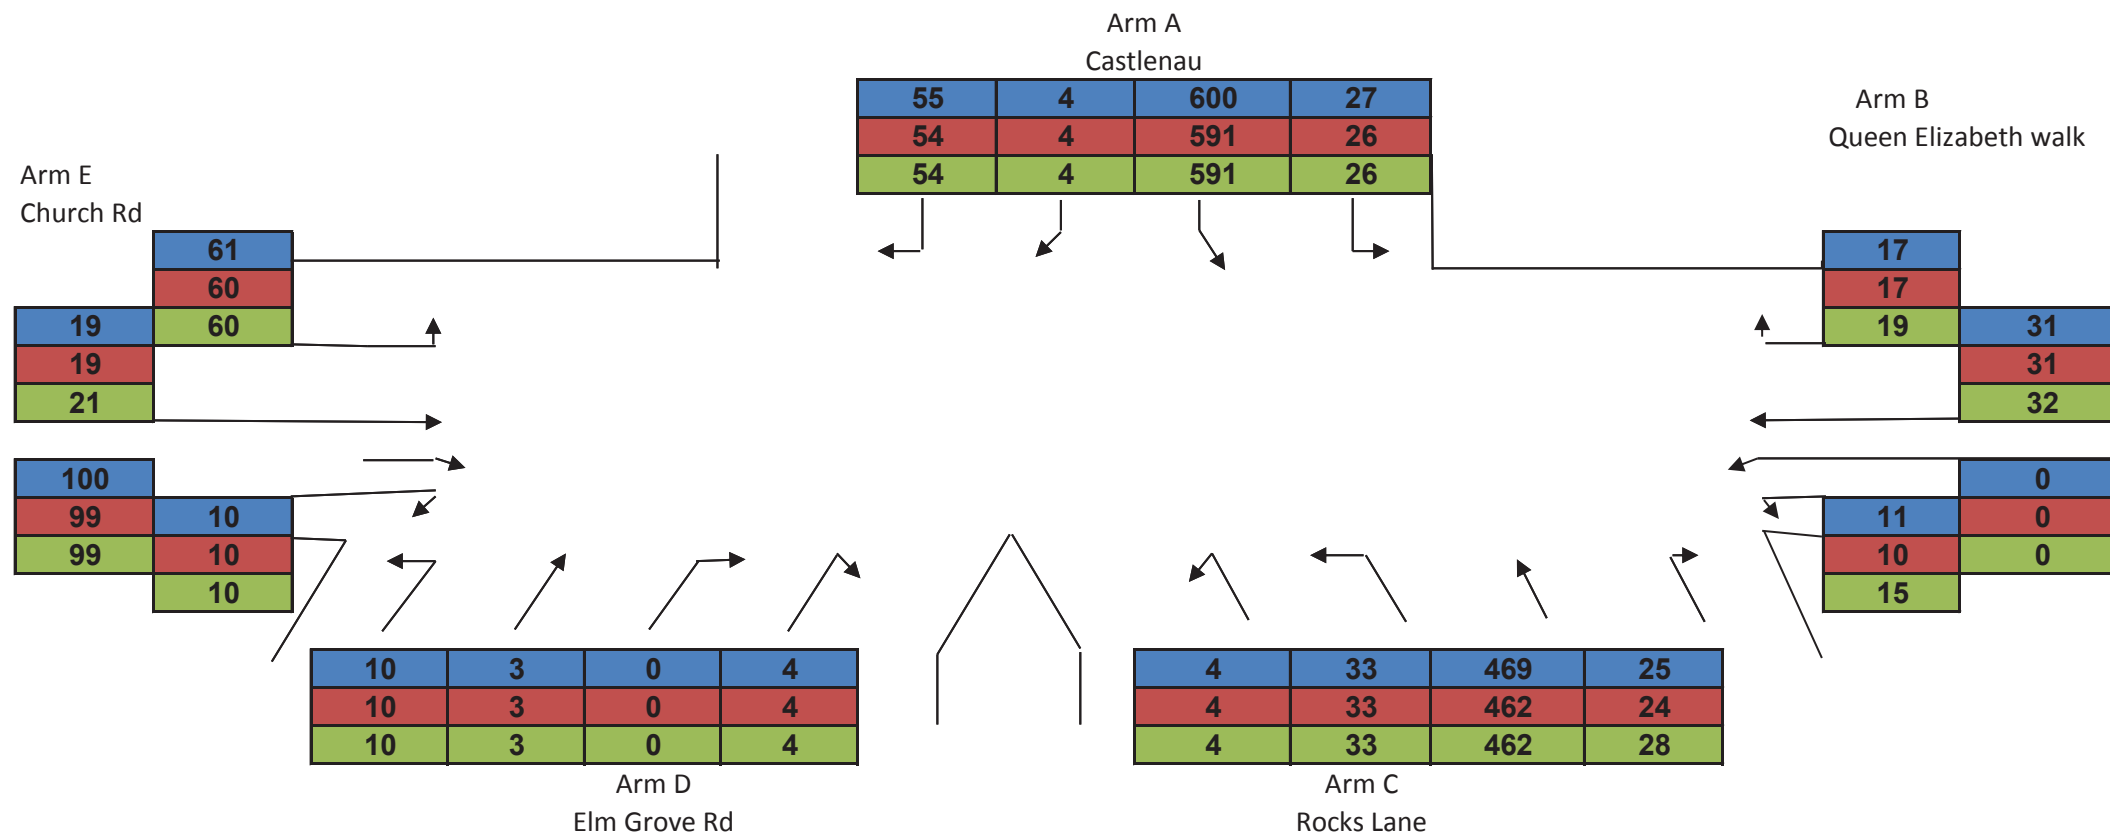 Arm A
Castlenau
55 4 600 27
54 4 591 26
54 4 591 26
Arm B
Queen Elizabeth walk
Arm E
Church Rd
61
60
60
19
19
21
100
99
99
10
10
10
17
17
19
31
31
32
0
0
0
11
10
15
10 3 0 4
10 3 0 4
10 3 0 4
Arm D
Elm Grove Rd
4 33 469 25
4 33 462 24
4 33 462 28
Arm C
Rocks Lane